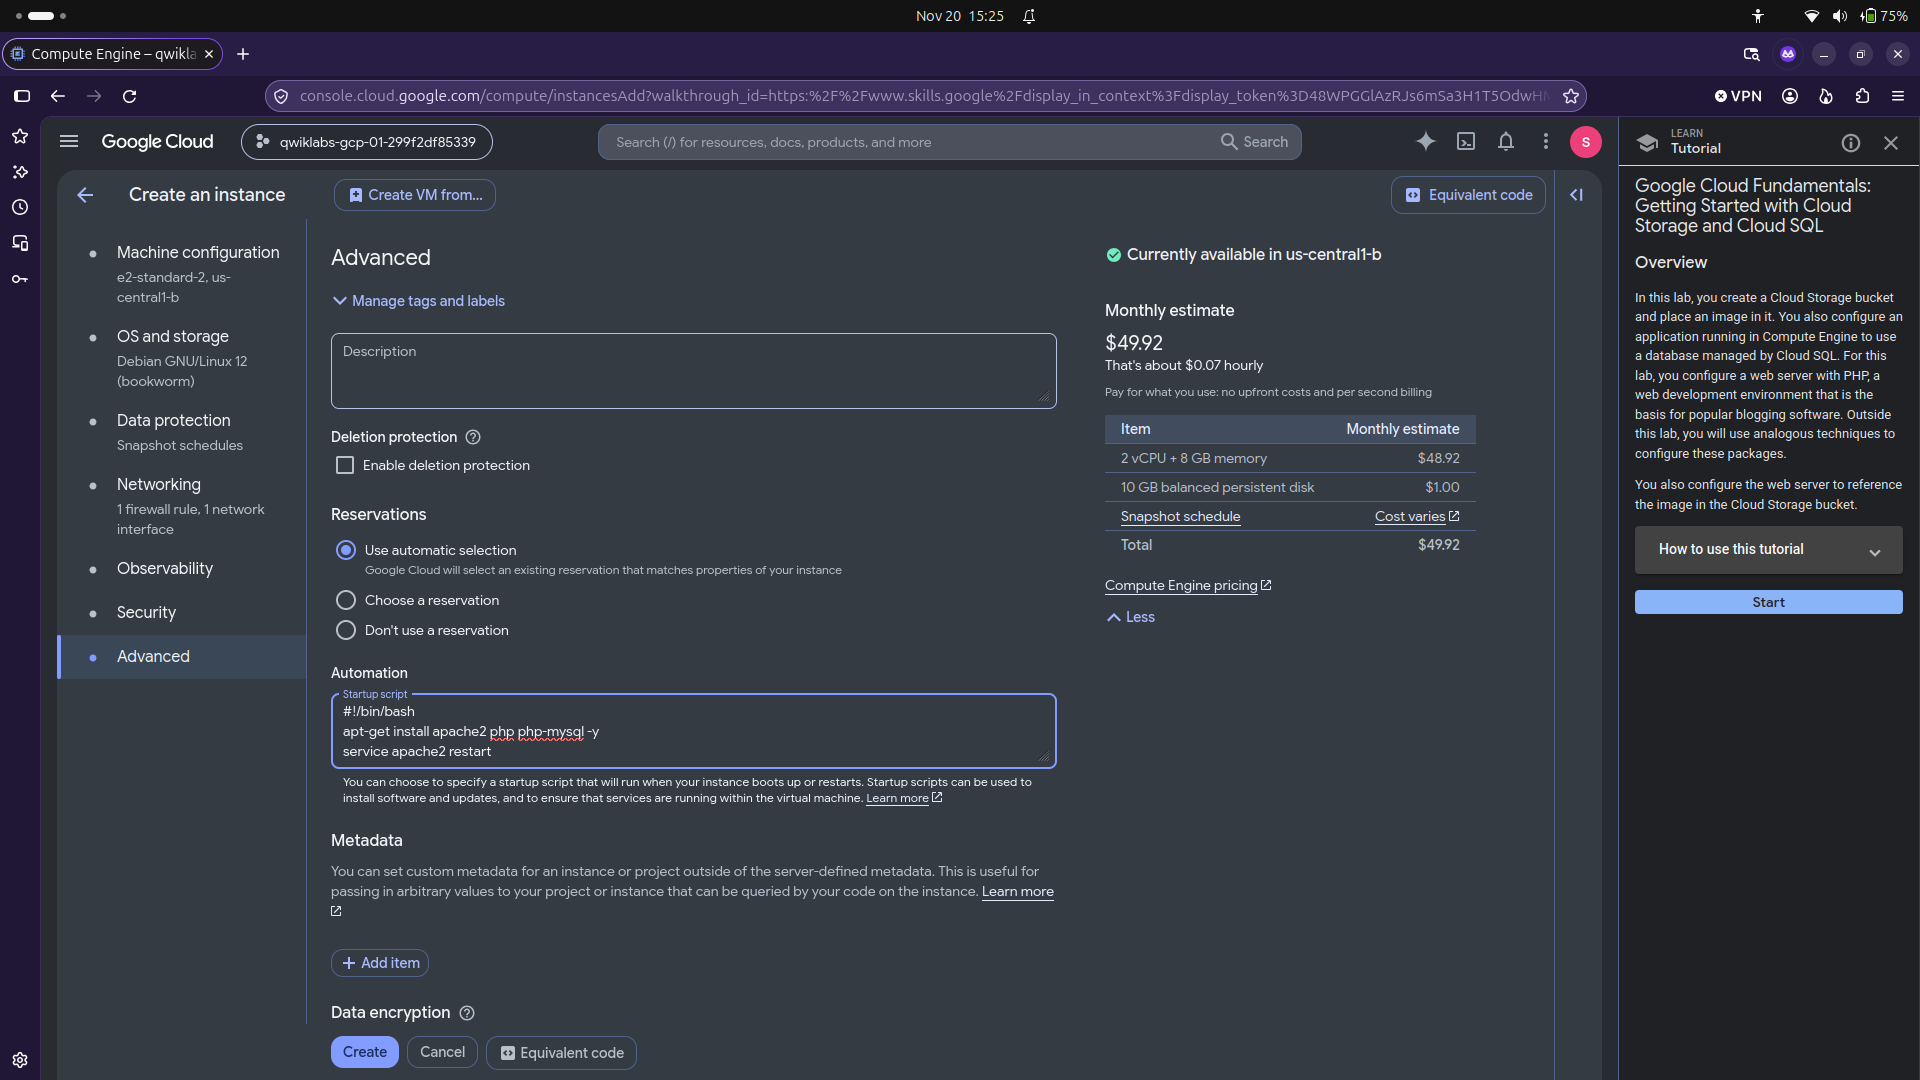 Nov 20 15:25
75%
Compute Engine – qwikla
VPN
console.cloud.google.com/compute/instancesAdd?walkthrough_id=https:%2F%2Fwww.skills.google%2Fdisplay_in_context%3Fdisplay_token%3D48WPGGlAzRJs6mSa3H1T5OdwH
Google Cloud
qwiklabs-gcp-01-299f2df85339
Search (/) for resources, docs, products, and more
Search
S
Create an instance
Create VM from...
Equivalent code
Machine configuration
e2-standard-2, us-
central1-b
OS and storage
Debian GNU/Linux 12
(bookworm)
Data protection
Snapshot schedules
Networking
1 firewall rule, 1 network
interface
Observability
Security
Advanced
Advanced
Manage tags and labels
Description
Deletion protection
Enable deletion protection
Reservations
Use automatic selection
Google Cloud will select an existing reservation that matches properties of your instance
Choose a reservation
Don't use a reservation
Automation
Startup script
#!/bin/bash
apt-get install apache2 php php-mysql -y
service apache2 restart
You can choose to specify a startup script that will run when your instance boots up or restarts. Startup scripts can be used to
install software and updates, and to ensure that services are running within the virtual machine. Learn more
Metadata
You can set custom metadata for an instance or project outside of the server-defined metadata. This is useful for
passing in arbitrary values to your project or instance that can be queried by your code on the instance. Learn more
Add item
Data encryption
Create
Cancel
Equivalent code
Currently available in us-central1-b
Monthly estimate
$49.92
That's about $0.07 hourly
Pay for what you use: no upfront costs and per second billing
Item Monthly estimate
2 vCPU + 8 GB memory $48.92
10 GB balanced persistent disk $1.00
Snapshot schedule Cost varies
Total $49.92
Compute Engine pricing
Less
LEARN
Tutorial
Google Cloud Fundamentals:
Getting Started with Cloud
Storage and Cloud SQL
Overview
In this lab, you create a Cloud Storage bucket
and place an image in it. You also configure an
application running in Compute Engine to use
a database managed by Cloud SQL. For this
lab, you configure a web server with PHP, a
web development environment that is the
basis for popular blogging software. Outside
this lab, you will use analogous techniques to
configure these packages.
You also configure the web server to reference
the image in the Cloud Storage bucket.
How to use this tutorial
Start